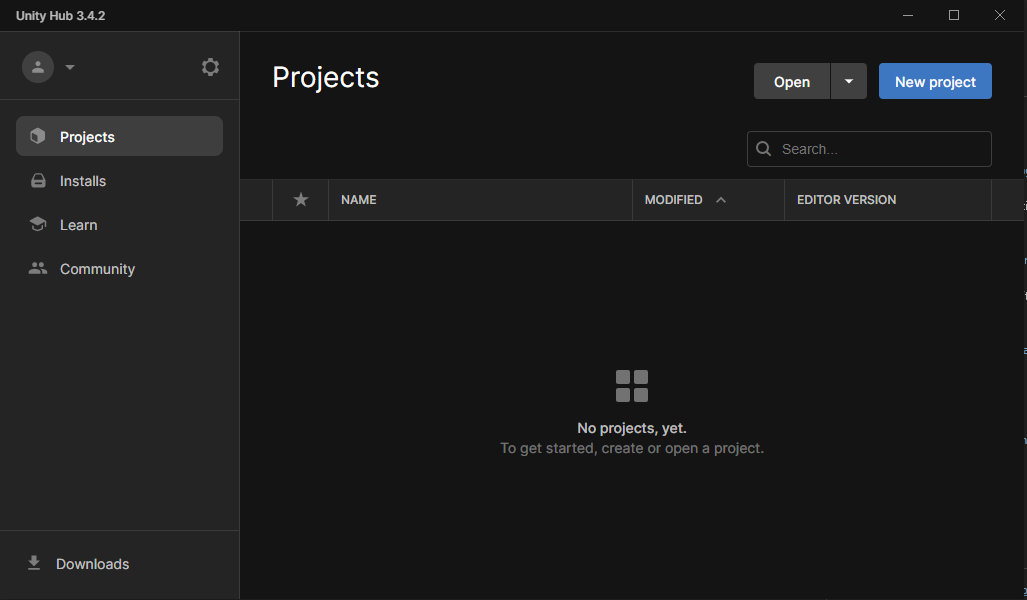 Unity Hub 3.4.2
Projects
Open
New project
Projects
Installs
Learn
Community
Search...
NAME
MODIFIED
EDITOR VERSION
No projects, yet.
To get started, create or open a project.
Downloads